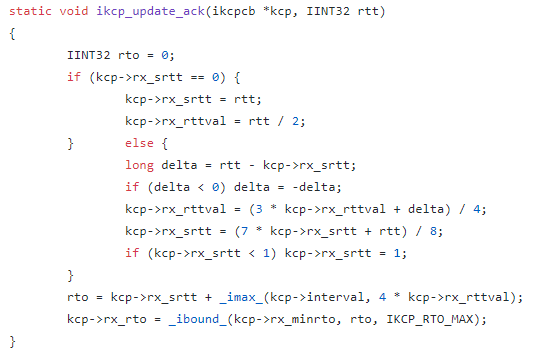 static void ikcp_update_ack(ikcpcb *kcp, IINT32 rtt)
{
        IINT32 rto = 0;
        if (kcp->rx_srtt == 0) {
                kcp->rx_srtt = rtt;
                kcp->rx_rttval = rtt / 2;
        }       else {
                long delta = rtt - kcp->rx_srtt;
                if (delta < 0) delta = -delta;
                kcp->rx_rttval = (3 * kcp->rx_rttval + delta) / 4;
                kcp->rx_srtt = (7 * kcp->rx_srtt + rtt) / 8;
                if (kcp->rx_srtt < 1) kcp->rx_srtt = 1;
        }
        rto = kcp->rx_srtt + _imax_(kcp->interval, 4 * kcp->rx_rttval);
        kcp->rx_rto = _ibound_(kcp->rx_minrto, rto, IKCP_RTO_MAX);
}